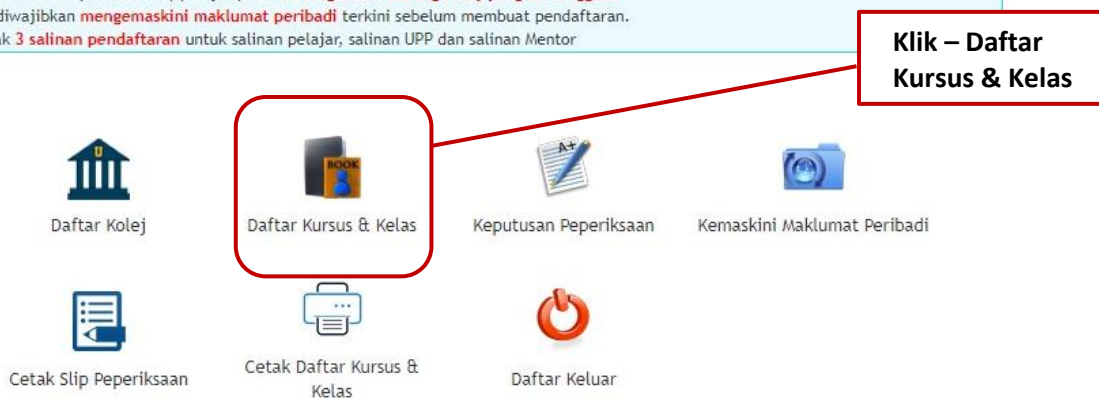 diwajibkan mengemaskini maklumat peribadi terkini sebelum membuat pendaftaran.
3 salinan pendaftaran untuk salinan pelajar, salinan UPP dan salinan Mentor
Klik – Daftar
Kursus & Kelas
U
BOOK
A+
Daftar Kolej
Daftar Kursus & Kelas
Keputusan Peperiksaan
Kemaskini Maklumat Peribadi
Cetak Slip Peperiksaan
Cetak Daftar Kursus &
Kelas
Daftar Keluar